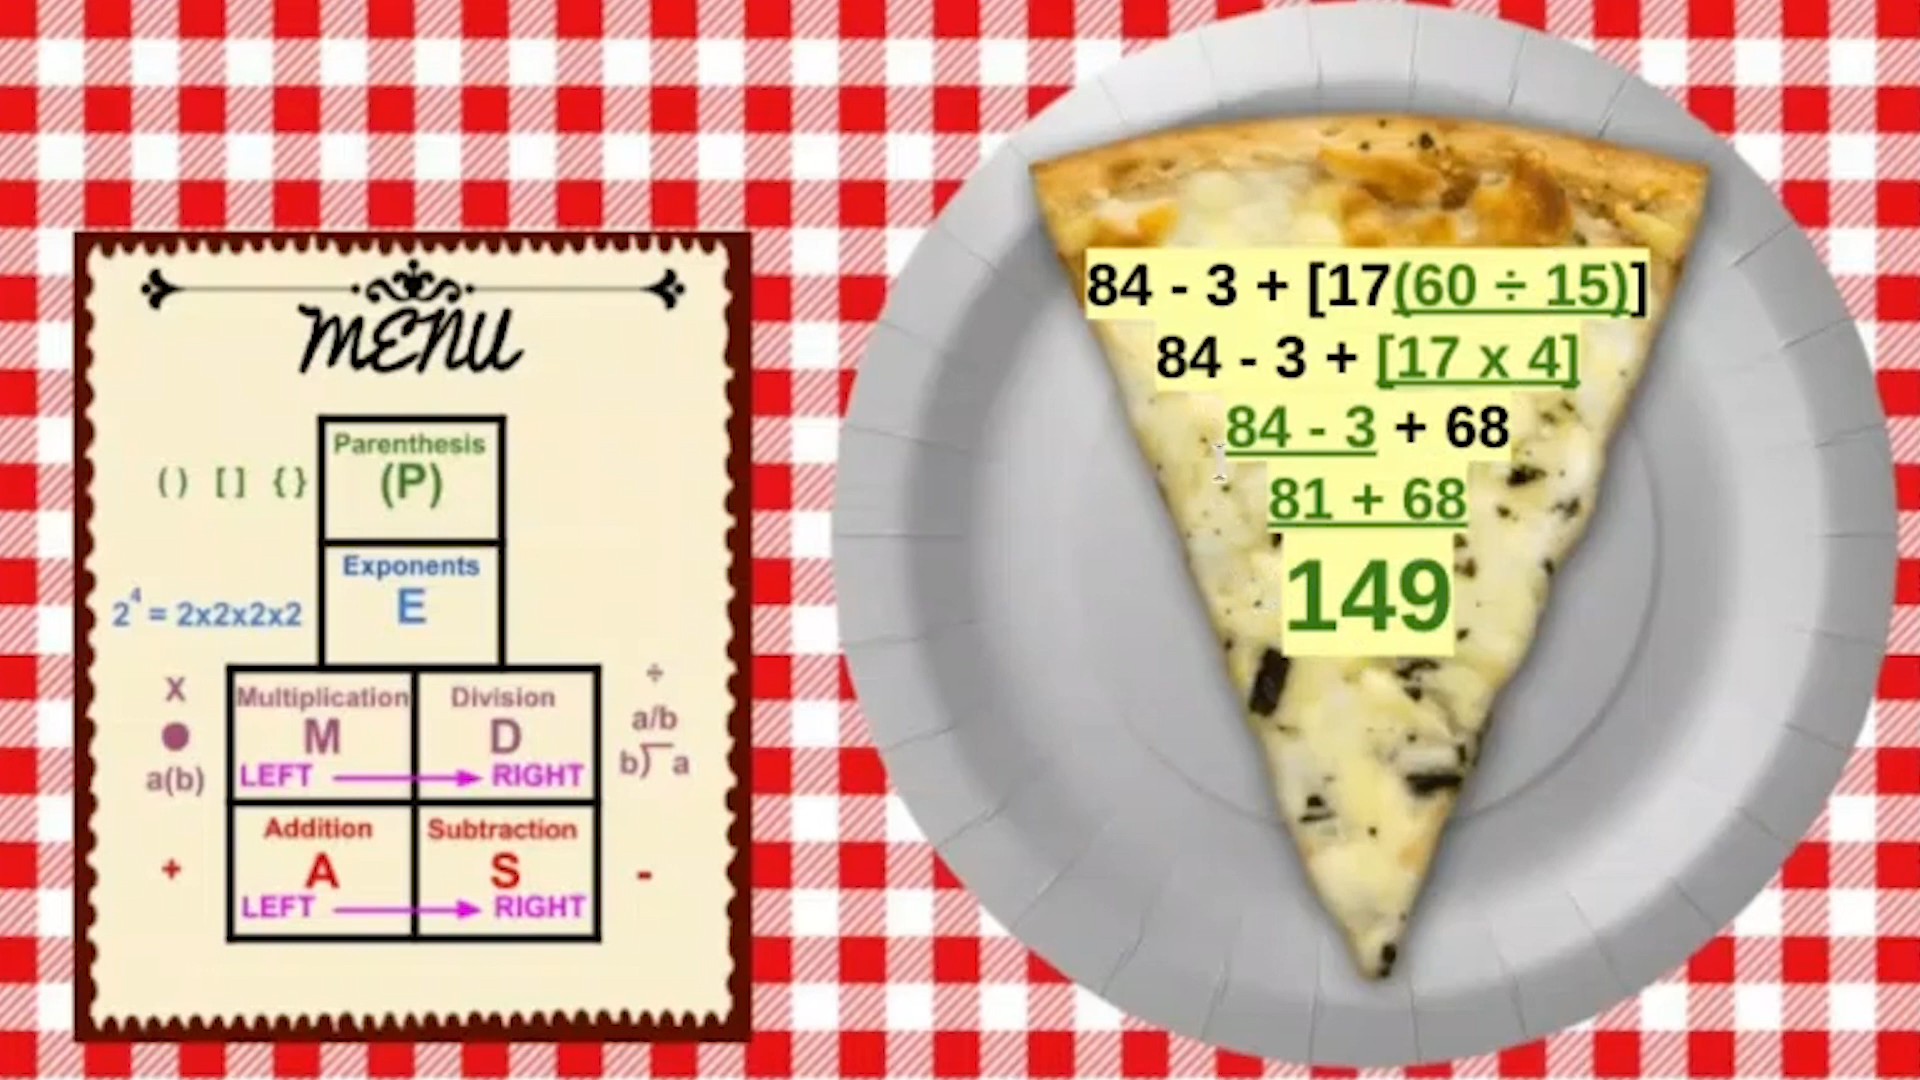 MENU
Parenthesis
( ) [ ] { } (P)
Exponents
E
2⁴ = 2x2x2x2
Multiplication Division
x M D ÷
● a/b
a(b) LEFT RIGHT b)‾a
Addition Subtraction
+ A S -
LEFT RIGHT
84 - 3 + [17(60 ÷ 15)]
84 - 3 + [17 x 4]
84 - 3 + 68
81 + 68
149